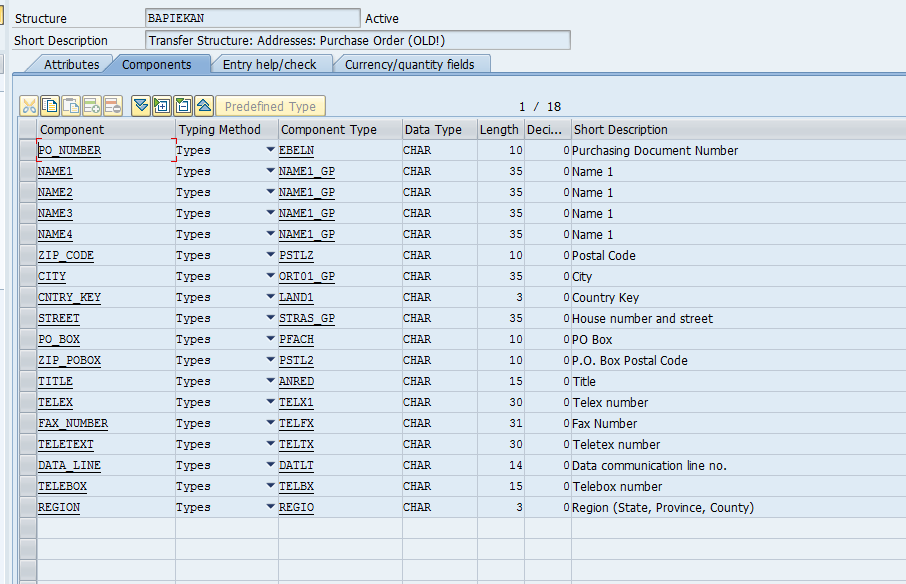 Structure BAPIEKAN Active
Short Description Transfer Structure: Addresses: Purchase Order (OLD!)
Attributes Components Entry help/check Currency/quantity fields
Predefined Type 1 / 18
Component Typing Method Component Type Data Type Length Deci... Short Description
PO_NUMBER Types EBELN CHAR 10 0 Purchasing Document Number
NAME1 Types NAME1_GP CHAR 35 0 Name 1
NAME2 Types NAME1_GP CHAR 35 0 Name 1
NAME3 Types NAME1_GP CHAR 35 0 Name 1
NAME4 Types NAME1_GP CHAR 35 0 Name 1
ZIP_CODE Types PSTLZ CHAR 10 0 Postal Code
CITY Types ORT01_GP CHAR 35 0 City
CNTRY_KEY Types LAND1 CHAR 3 0 Country Key
STREET Types STRAS_GP CHAR 35 0 House number and street
PO_BOX Types PFACH CHAR 10 0 PO Box
ZIP_POBOX Types PSTL2 CHAR 10 0 P.O. Box Postal Code
TITLE Types ANRED CHAR 15 0 Title
TELEX Types TELX1 CHAR 30 0 Telex number
FAX_NUMBER Types TELFX CHAR 31 0 Fax Number
TELETEXT Types TELTX CHAR 30 0 Teletex number
DATA_LINE Types DATLT CHAR 14 0 Data communication line no.
TELEBOX Types TELBX CHAR 15 0 Telebox number
REGION Types REGIO CHAR 3 0 Region (State, Province, County)